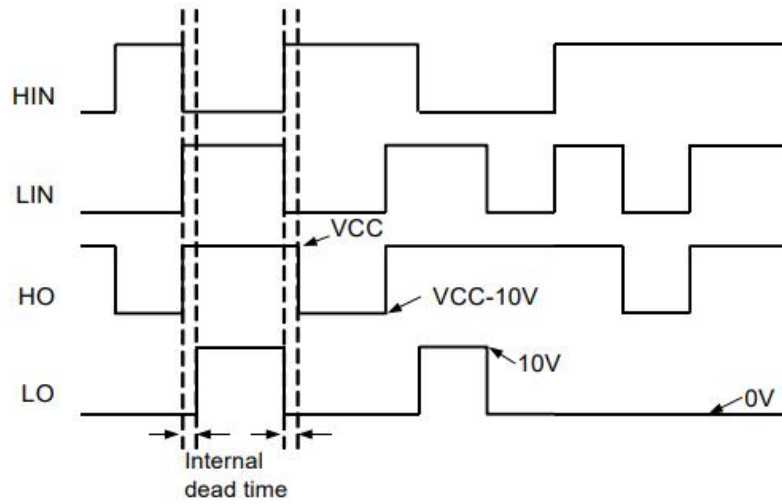 HIN
LIN
VCC
HO
VCC-10V
LO
10V
0V
Internal
dead time